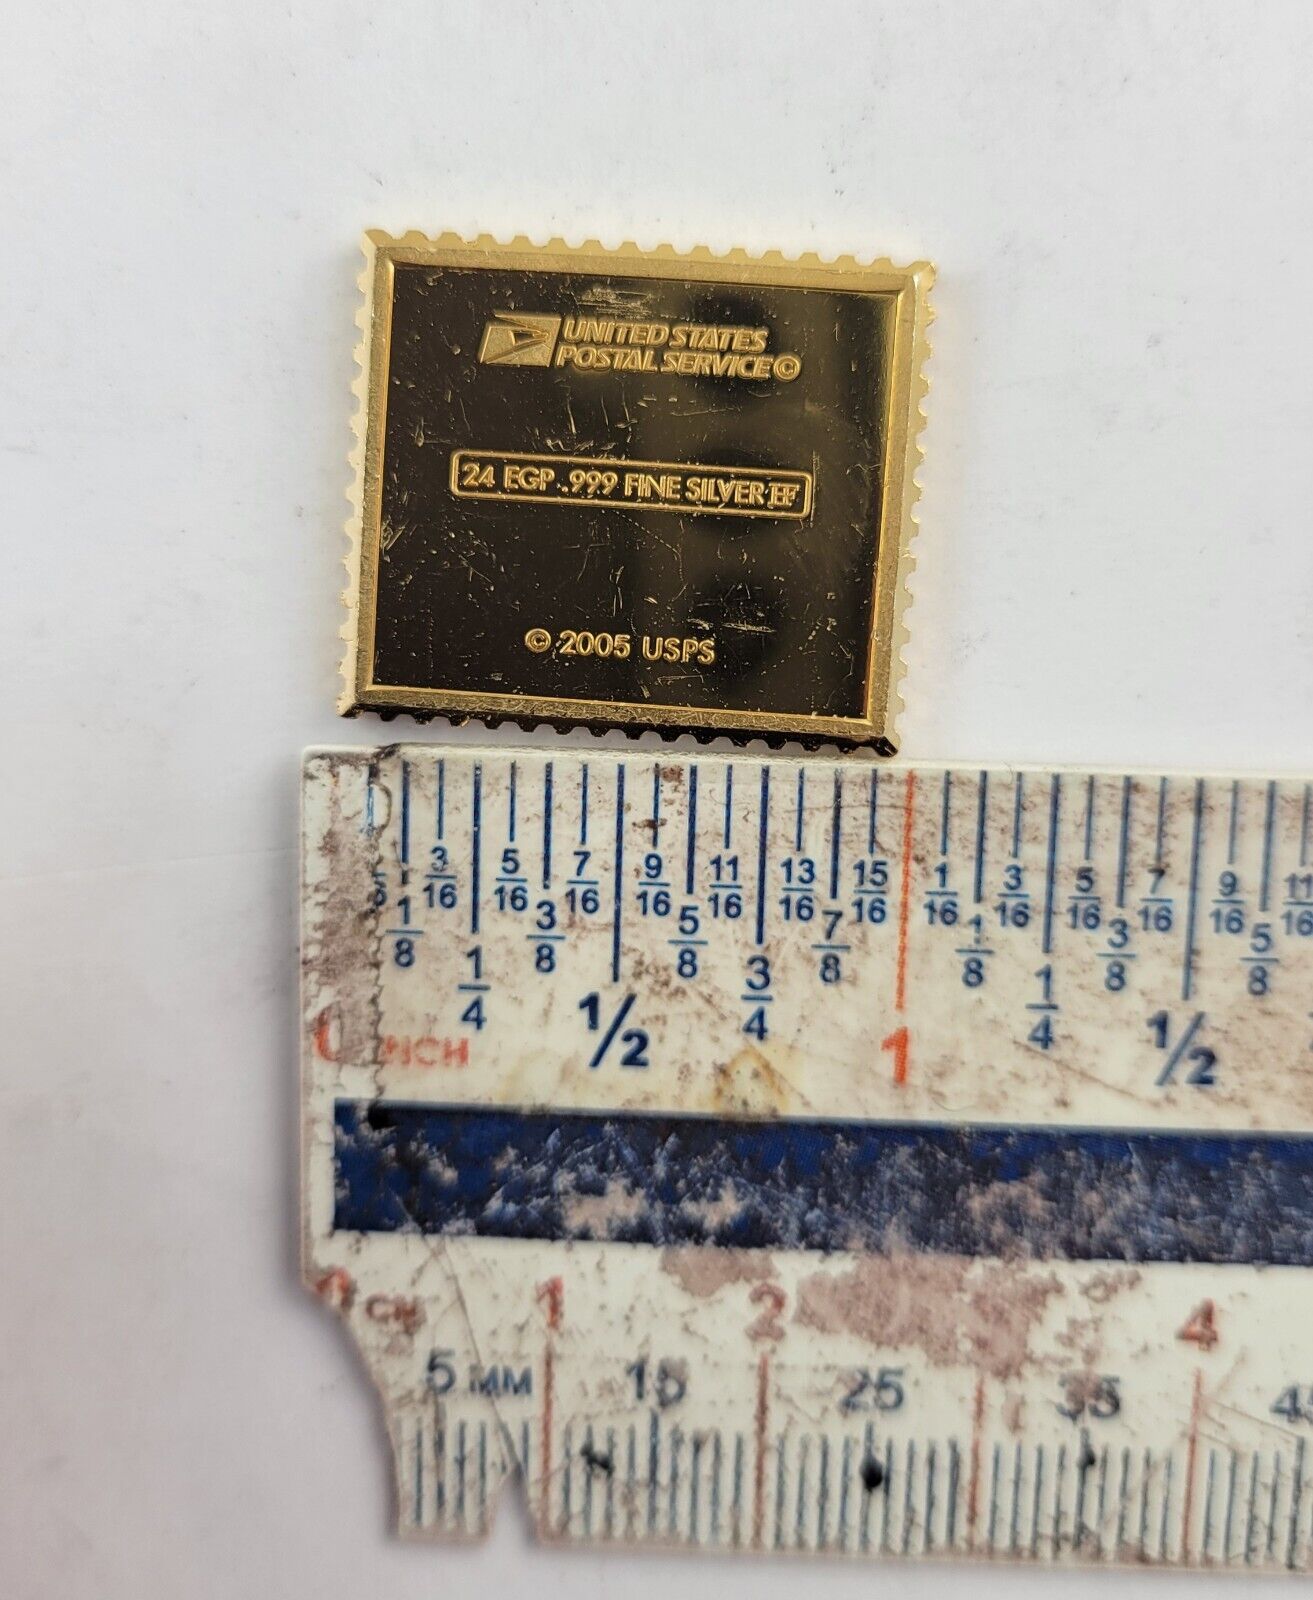 UNITED STATES
POSTAL SERVICE©
24 EGP .999 FINE SILVER
© 2005 USPS
3/16 5/16 7/16 9/16 11/16 13/16 15/16 1/16 3/16 5/16 7/16 9/16 11/16
1/8 3/8 5/8 7/8 1/8 3/8 5/8
1/4 3/4 1/4
1/2 1 1/2
CM 1 2 4
5 MM 15 25 35